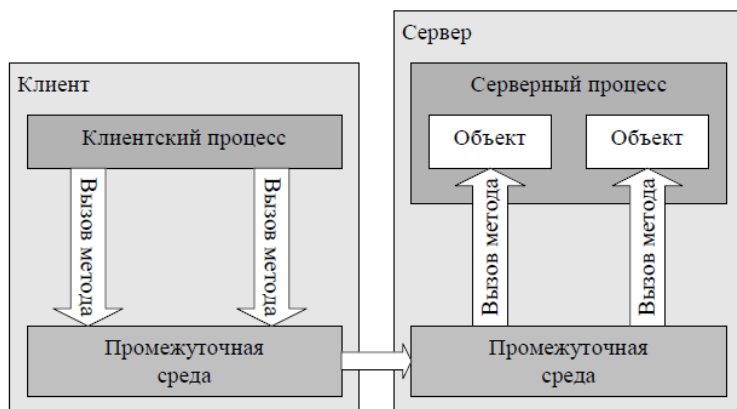 Сервер
Клиент
Серверный процесс
Клиентский процесс
Объект
Объект
Вызов метода
Вызов метода
Вызов метода
Вызов метода
Промежуточная
среда
Промежуточная
среда